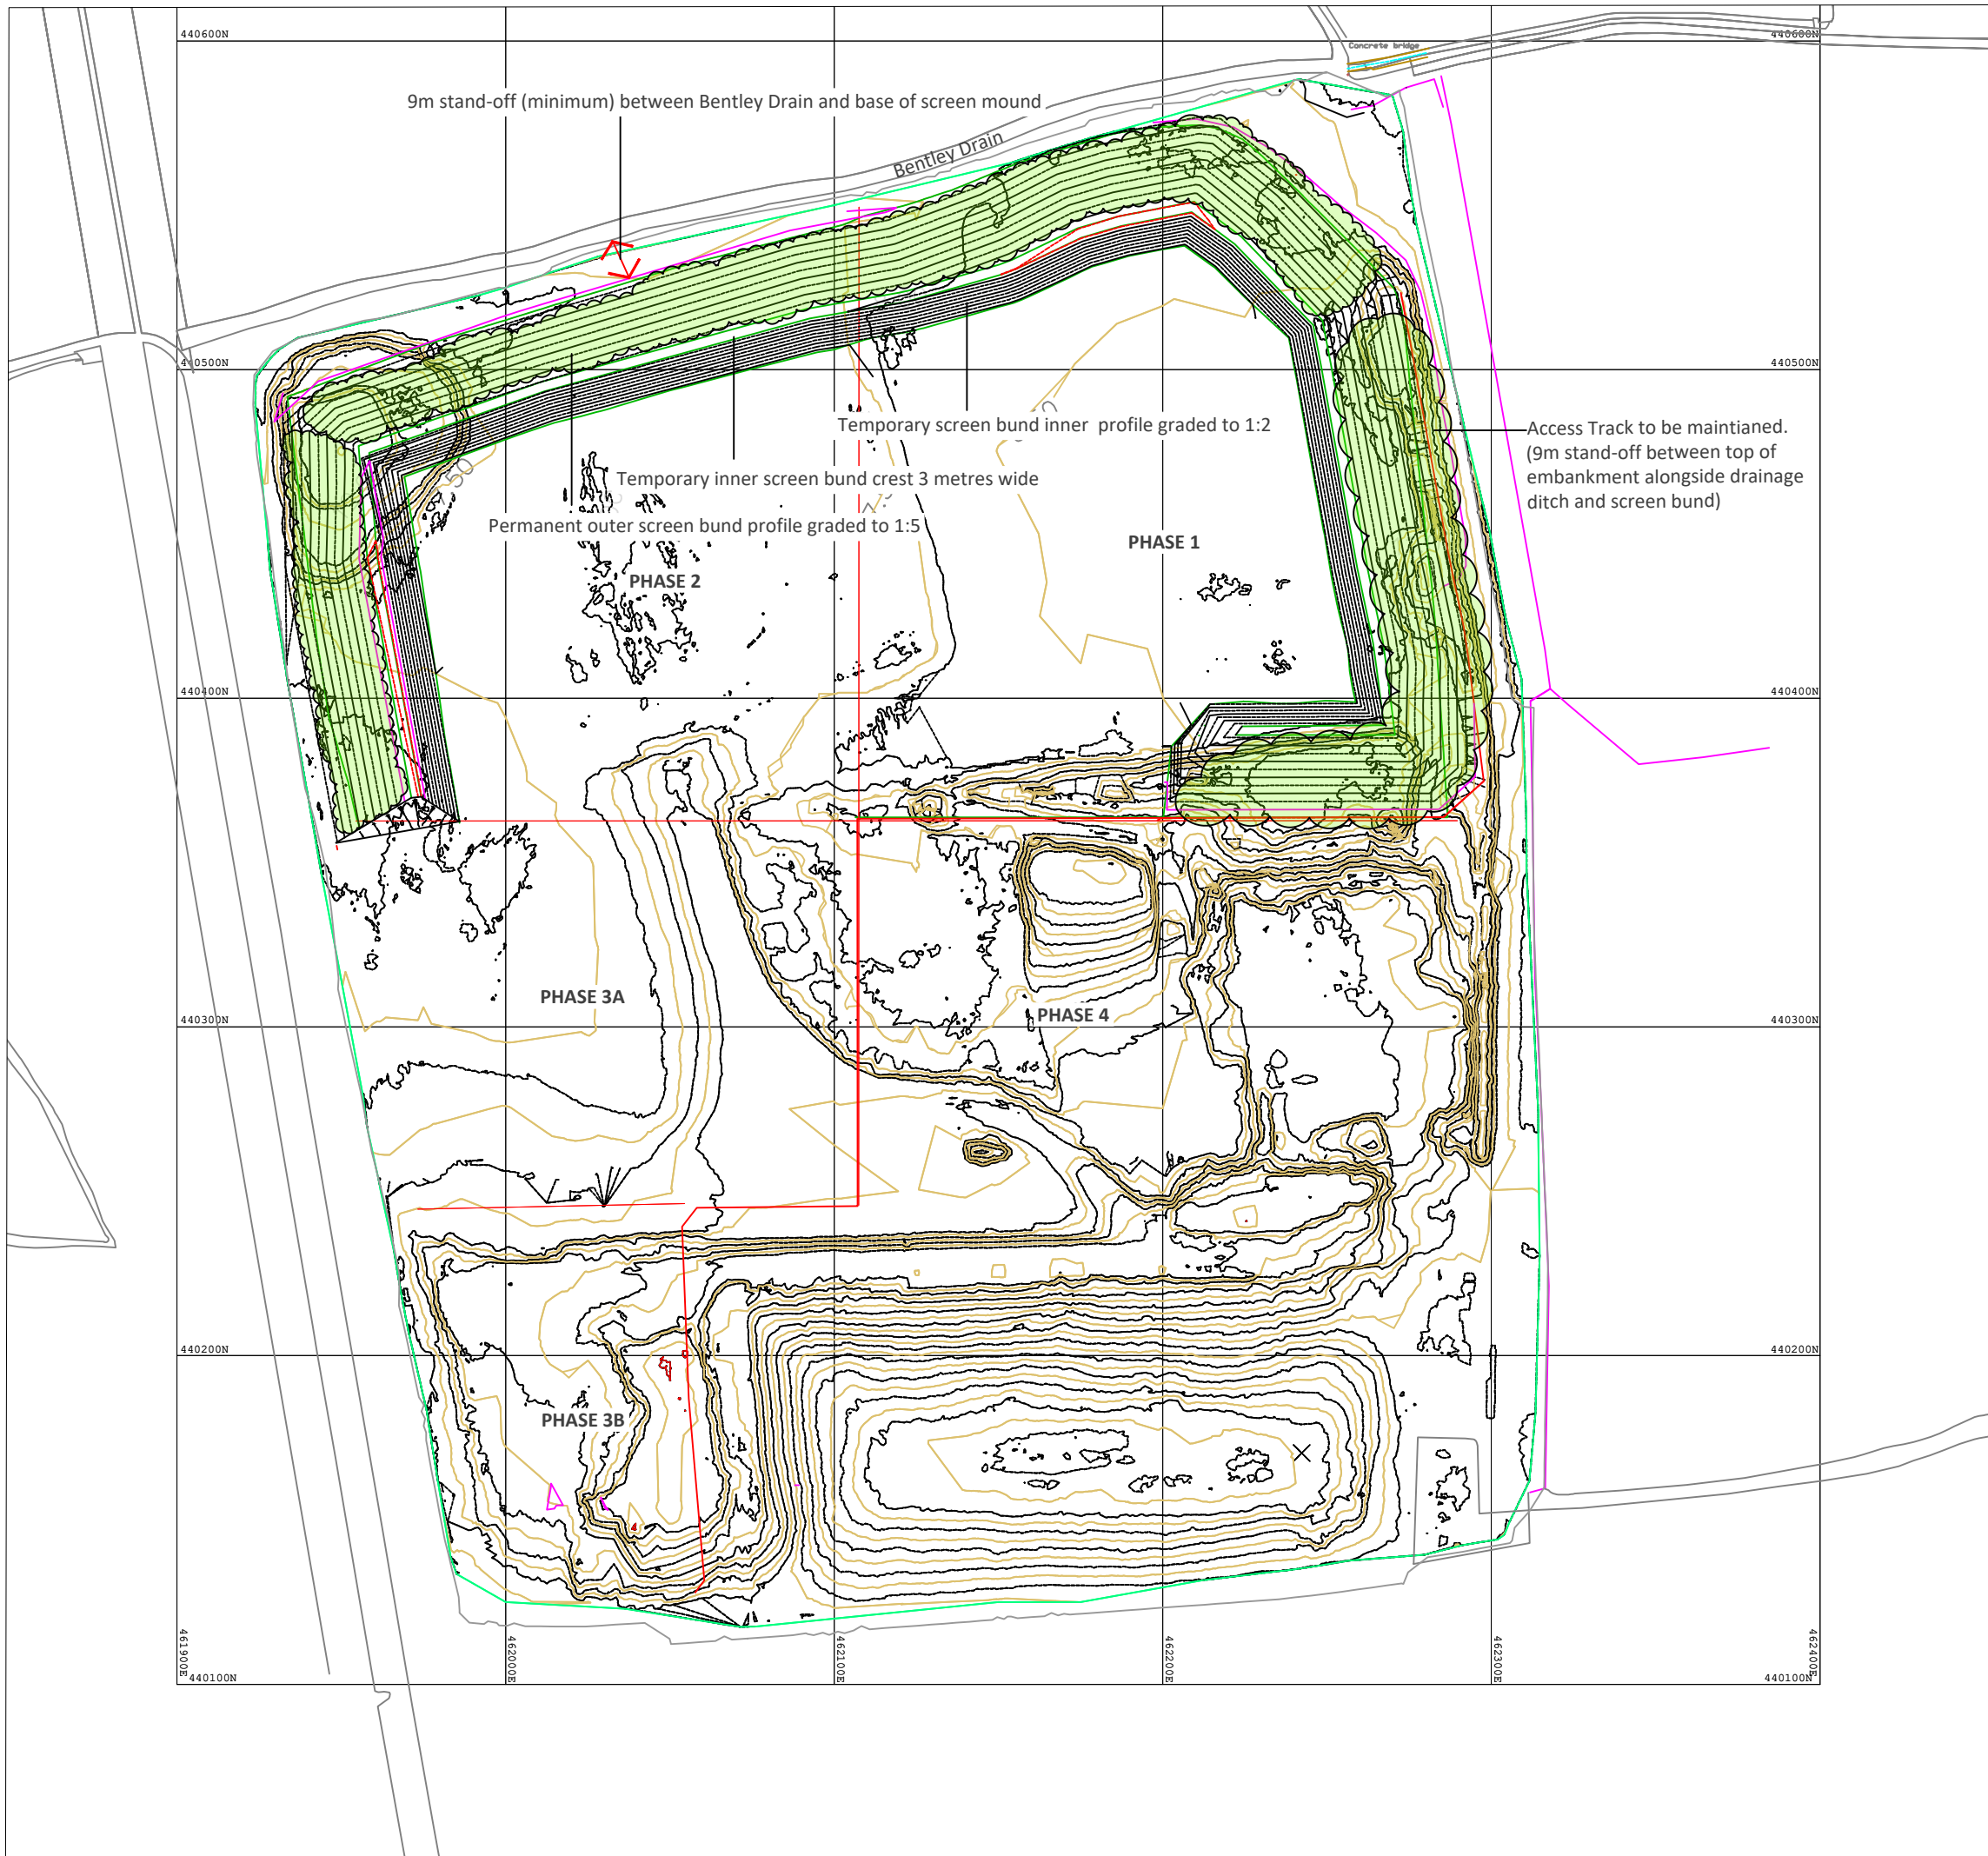 440600N
440600N
Concrete bridge
9m stand-off (minimum) between Bentley Drain and base of screen mound
Bentley Drain
440500N
440500N
Temporary screen bund inner profile graded to 1:2
Access Track to be maintianed.
(9m stand-off between top of
embankment alongside drainage
ditch and screen bund)
Temporary inner screen bund crest 3 metres wide
Permanent outer screen bund profile graded to 1:5
PHASE 1
PHASE 2
440400N
440400N
PHASE 3A
PHASE 4
440300N
440300N
440200N
440200N
PHASE 3B
461900E
462000E
462100E
462200E
462300E
462400E
440100N
440100N